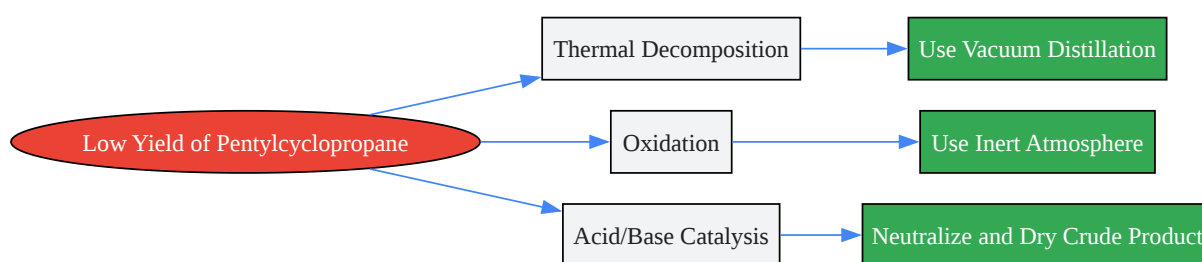 Thermal Decomposition
Use Vacuum Distillation
Low Yield of Pentylcyclopropane
Oxidation
Use Inert Atmosphere
Acid/Base Catalysis
Neutralize and Dry Crude Product